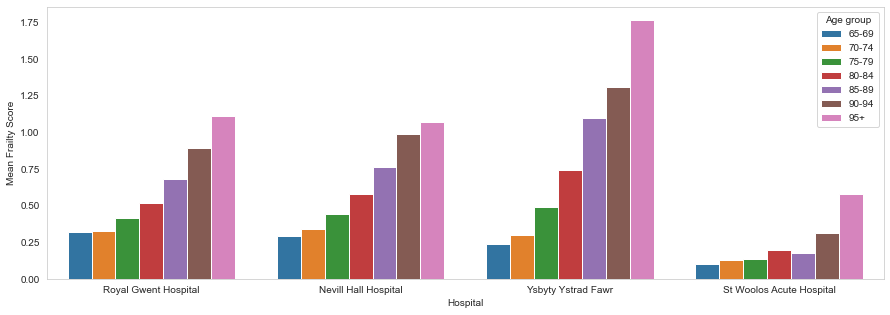 Age group
65-69
70-74
75-79
80-84
85-89
90-94
95+
Mean Frailty Score
1.75
1.50
1.25
1.00
0.75
0.50
0.25
0.00
Royal Gwent Hospital
Nevill Hall Hospital
Ysbyty Ystrad Fawr
St Woolos Acute Hospital
Hospital